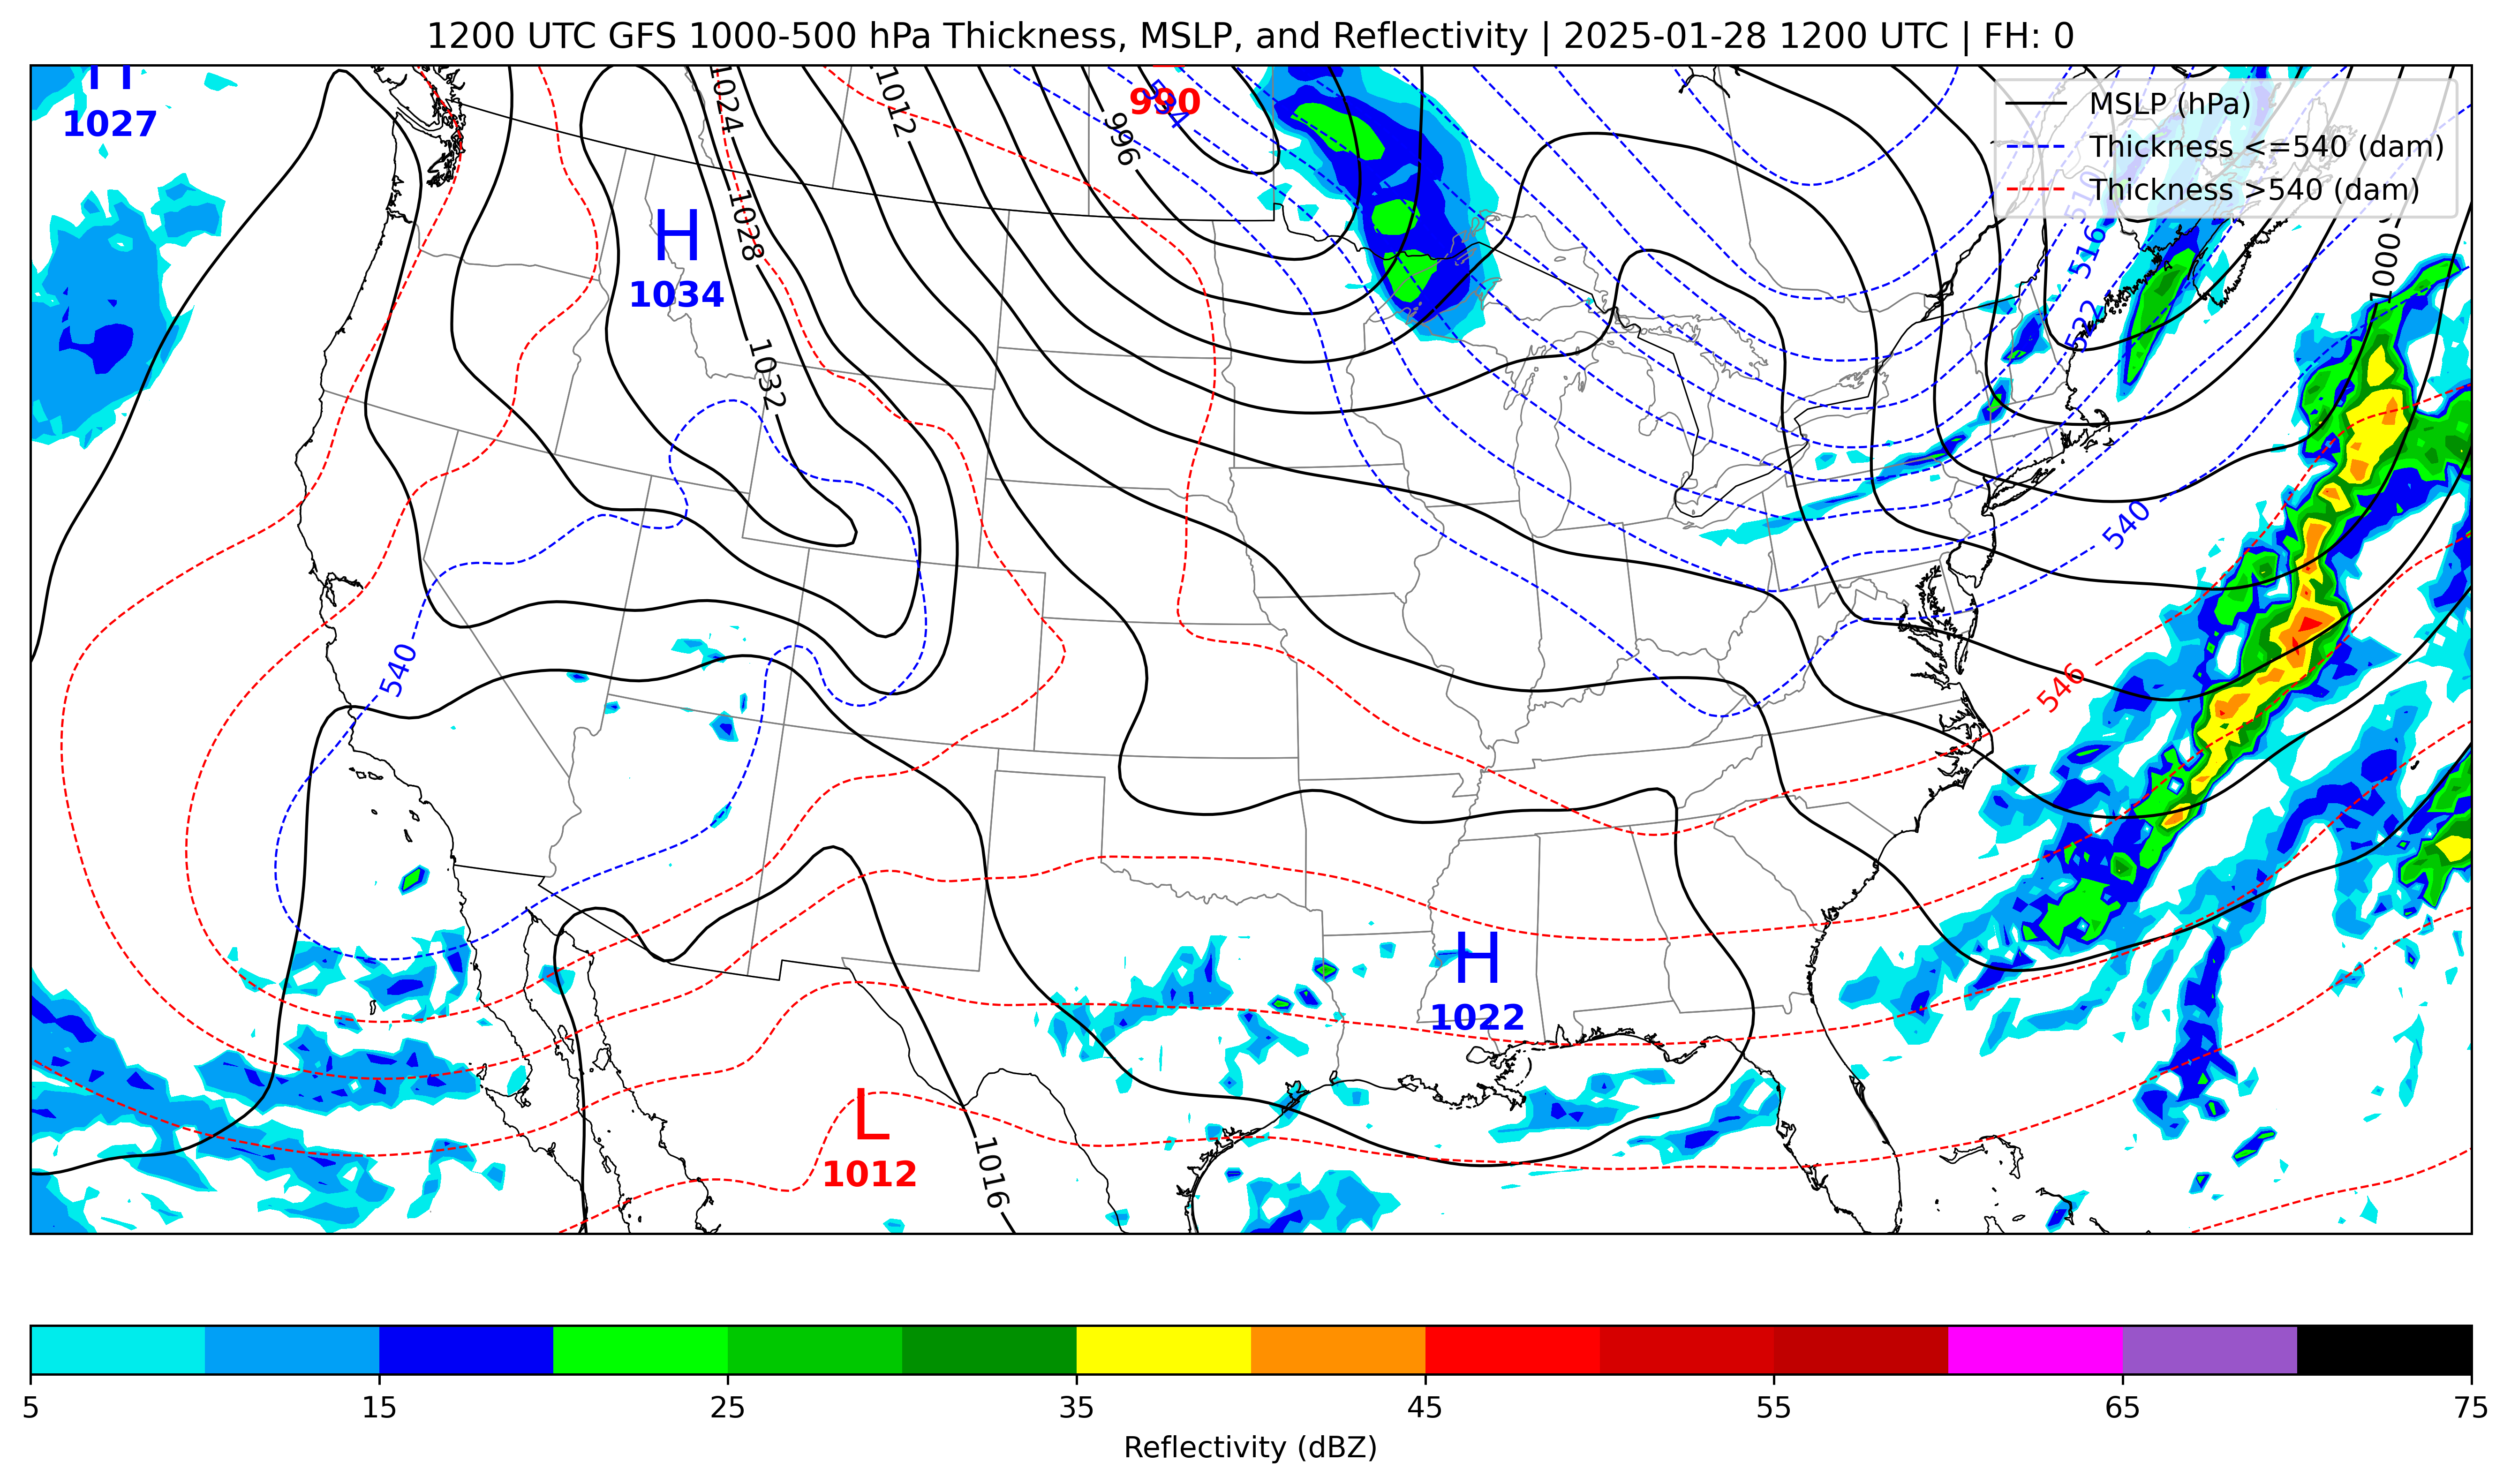 1200 UTC GFS 1000-500 hPa Thickness, MSLP, and Reflectivity | 2025-01-28 1200 UTC | FH: 0
H
1027
1024
1012
990
996
MSLP (hPa)
Thickness <=540 (dam)
Thickness >540 (dam)
510
516
522
1000
H
1034
1028
1032
540
540
546
H
1022
L
1012
1016
5 15 25 35 45 55 65 75
Reflectivity (dBZ)